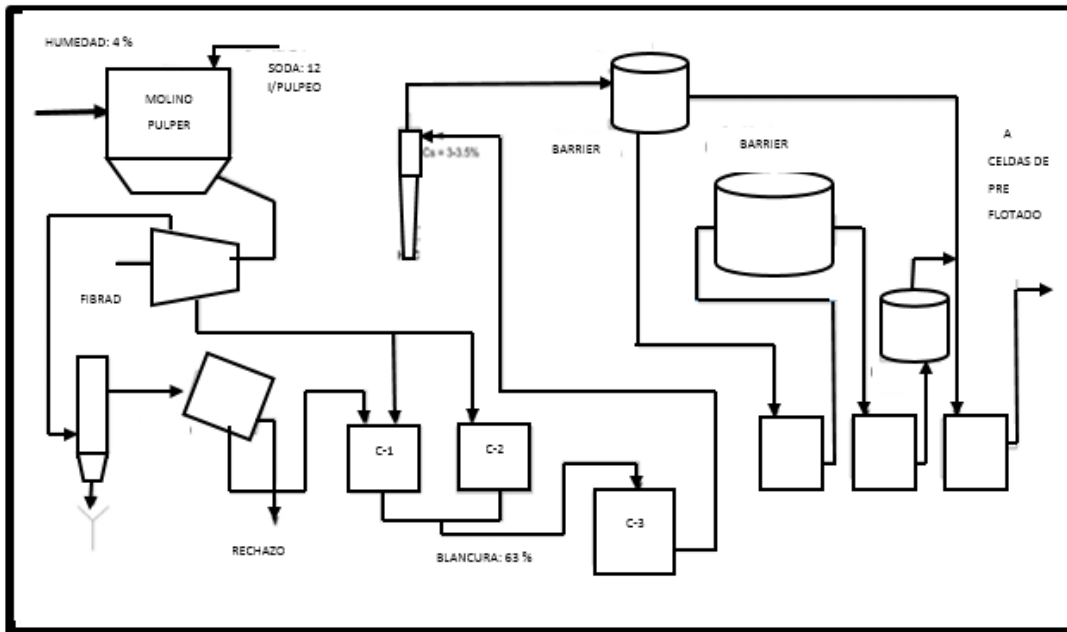 HUMEDAD: 4 %
SODA: 12
l/PULPEO
MOLINO
PULPER
Cs = 3-3.5%
BARRIER
BARRIER
A
CELDAS DE
PRE
FLOTADO
FIBRAD
C-1
C-2
C-3
RECHAZO
BLANCURA: 63 %